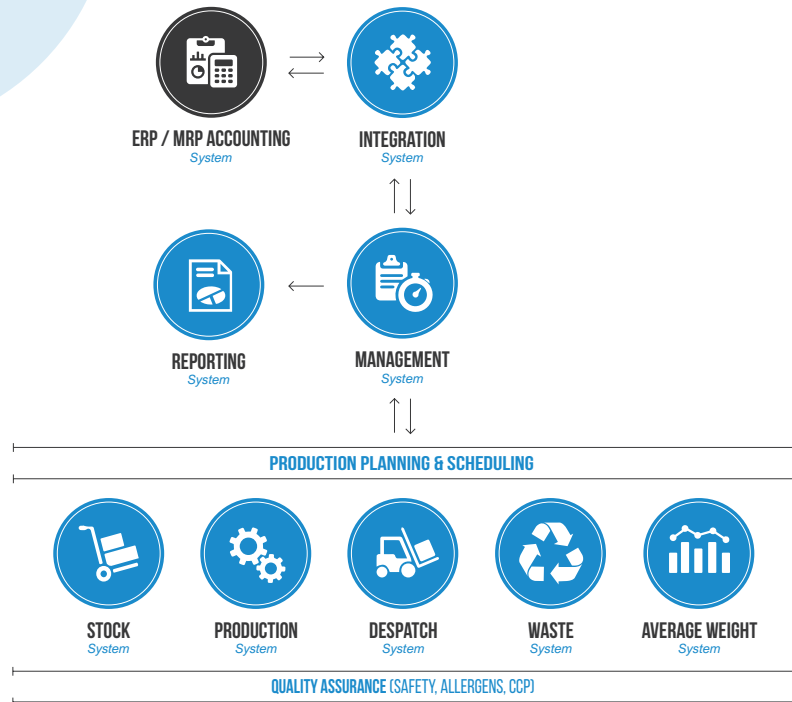 ERP / MRP ACCOUNTING
System
INTEGRATION
System
REPORTING
System
MANAGEMENT
System
PRODUCTION PLANNING & SCHEDULING
STOCK
System
PRODUCTION
System
DESPATCH
System
WASTE
System
AVERAGE WEIGHT
System
QUALITY ASSURANCE (SAFETY, ALLERGENS, CCP)